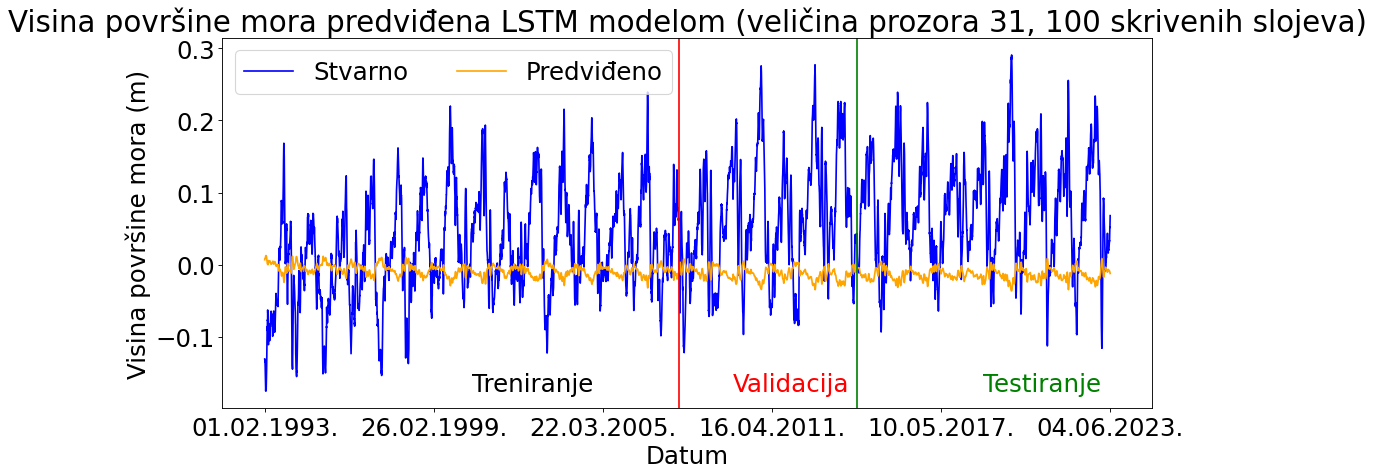 Visina površine mora predviđena LSTM modelom (veličina prozora 31, 100 skrivenih slojeva)
Stvarno Predviđeno
Visina površine mora (m)
0.3
0.2
0.1
0.0
−0.1
Treniranje Validacija Testiranje
01.02.1993. 26.02.1999. 22.03.2005. 16.04.2011. 10.05.2017. 04.06.2023.
Datum